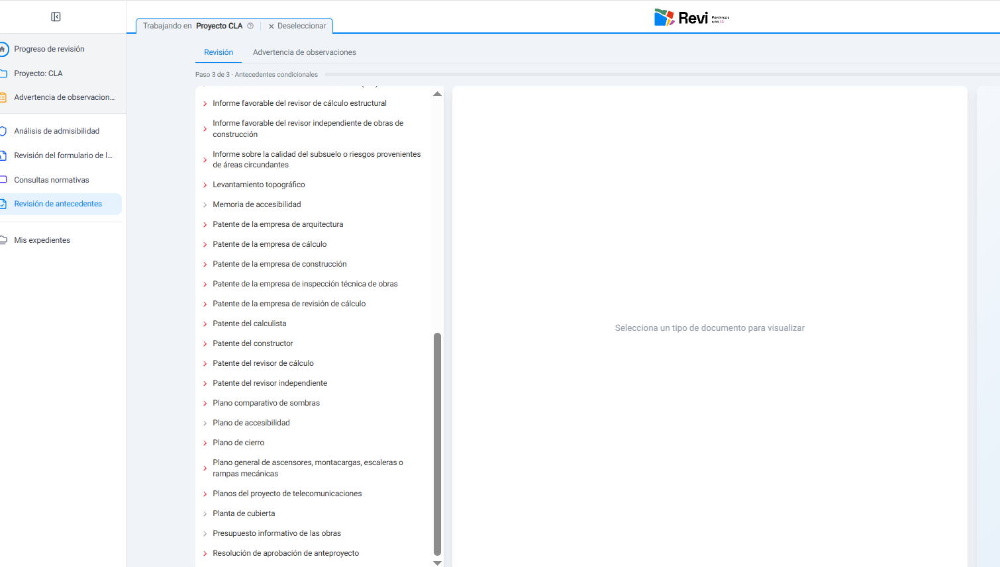 Revi Permisos con IA
Trabajando en Proyecto CLA Deseleccionar
Progreso de revisión
Proyecto: CLA
Advertencia de observacion...
Análisis de admisibilidad
Revisión del formulario de l...
Consultas normativas
Revisión de antecedentes
Mis expedientes
Revisión Advertencia de observaciones
Paso 3 de 3 · Antecedentes condicionales
Informe favorable del revisor de cálculo estructural
Informe favorable del revisor independiente de obras de
construcción
Informe sobre la calidad del subsuelo o riesgos provenientes
de áreas circundantes
Levantamiento topográfico
Memoria de accesibilidad
Patente de la empresa de arquitectura
Patente de la empresa de cálculo
Patente de la empresa de construcción
Patente de la empresa de inspección técnica de obras
Patente de la empresa de revisión de cálculo
Patente del calculista
Patente del constructor
Patente del revisor de cálculo
Patente del revisor independiente
Plano comparativo de sombras
Plano de accesibilidad
Plano de cierro
Plano general de ascensores, montacargas, escaleras o
rampas mecánicas
Planos del proyecto de telecomunicaciones
Planta de cubierta
Presupuesto informativo de las obras
Resolución de aprobación de anteproyecto
Selecciona un tipo de documento para visualizar